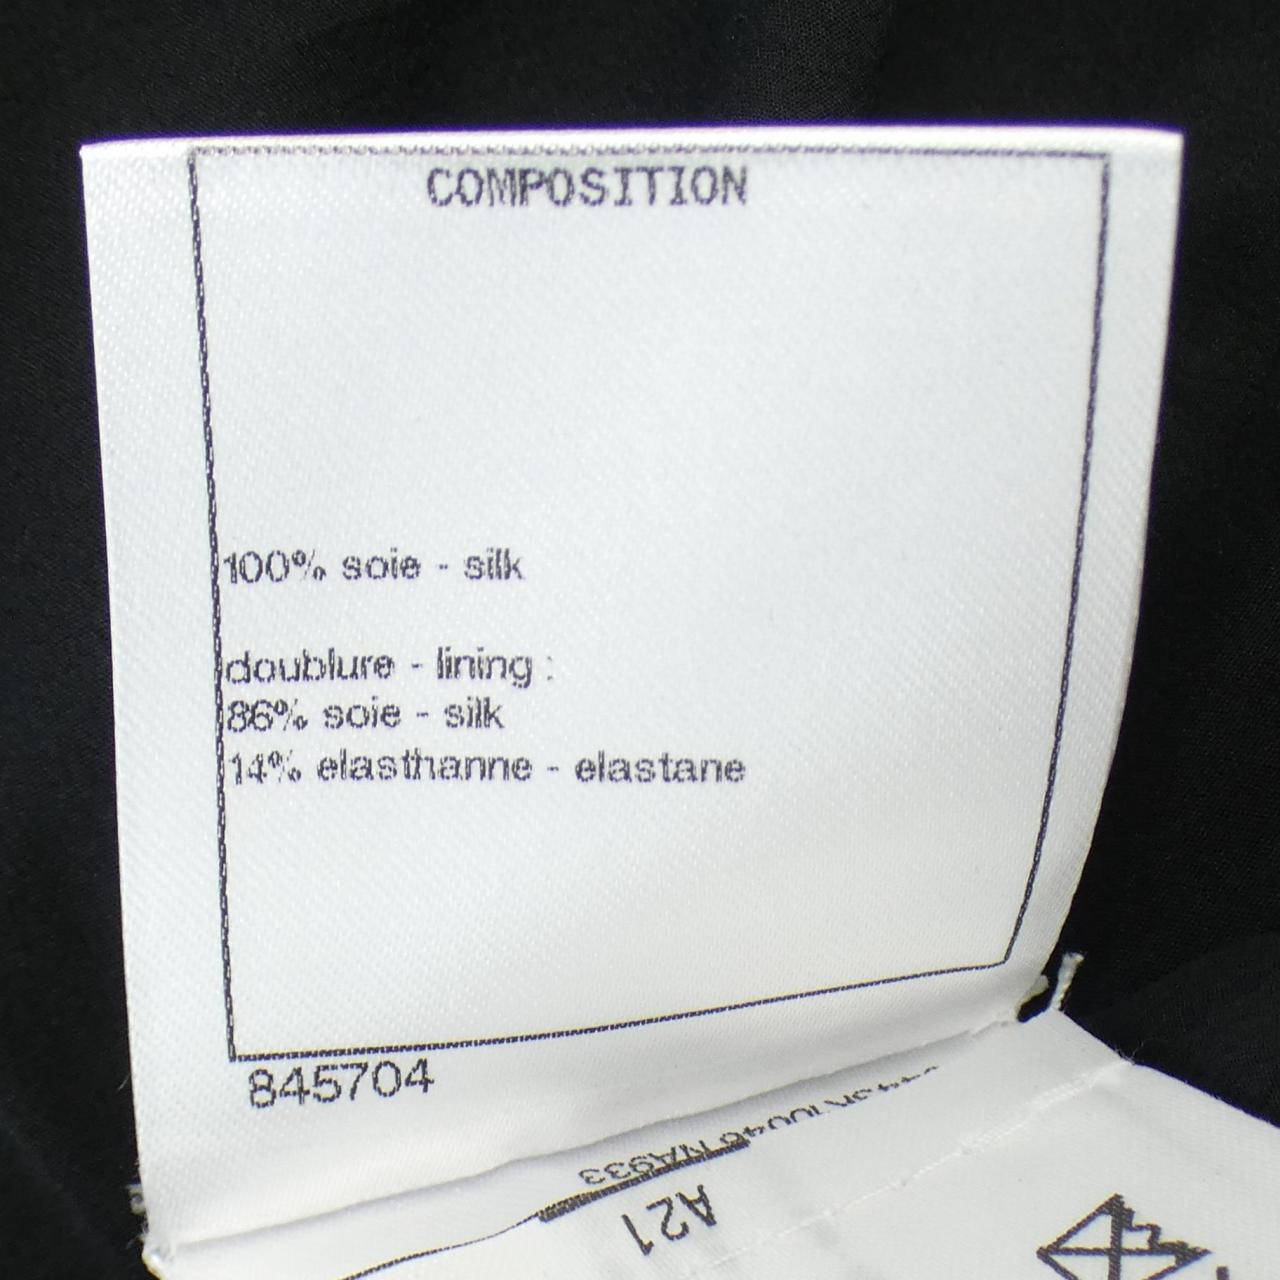 COMPOSITION
100% soie - silk
doublure - lining :
86% soie - silk
14% elasthanne - elastane
845704
A21